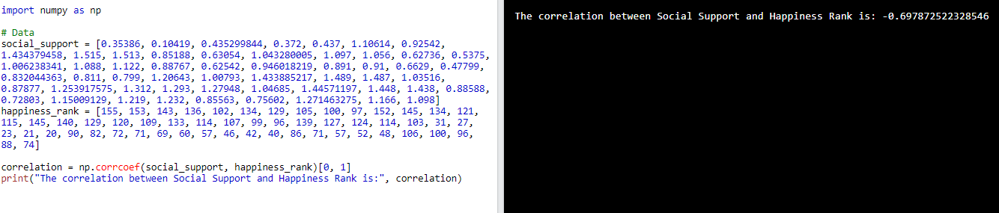 import numpy as np
# Data
social_support = [0.35386, 0.10419, 0.435299844, 0.372, 0.437, 1.10614, 0.92542,
1.434379458, 1.515, 1.513, 0.85188, 0.63054, 1.043280005, 1.097, 1.056, 0.62736, 0.5375,
1.006238341, 1.088, 1.122, 0.88767, 0.62542, 0.946018219, 0.891, 0.91, 0.6629, 0.47799,
0.832044363, 0.811, 0.799, 1.20643, 1.00793, 1.433885217, 1.489, 1.487, 1.03516,
0.87877, 1.253917575, 1.312, 1.293, 1.27948, 1.04685, 1.44571197, 1.448, 1.438, 0.88588,
0.72803, 1.15009129, 1.219, 1.232, 0.85563, 0.75602, 1.271463275, 1.166, 1.098]
happiness_rank = [155, 153, 143, 136, 102, 134, 129, 105, 100, 97, 152, 145, 134, 121,
115, 145, 140, 129, 120, 109, 133, 114, 107, 99, 96, 139, 127, 124, 114, 103, 31, 27,
23, 21, 20, 90, 82, 72, 71, 69, 60, 57, 46, 42, 40, 86, 71, 57, 52, 48, 106, 100, 96,
88, 74]
correlation = np.corrcoef(social_support, happiness_rank)[0, 1]
print("The correlation between Social Support and Happiness Rank is:", correlation)
The correlation between Social Support and Happiness Rank is: -0.697872522328546